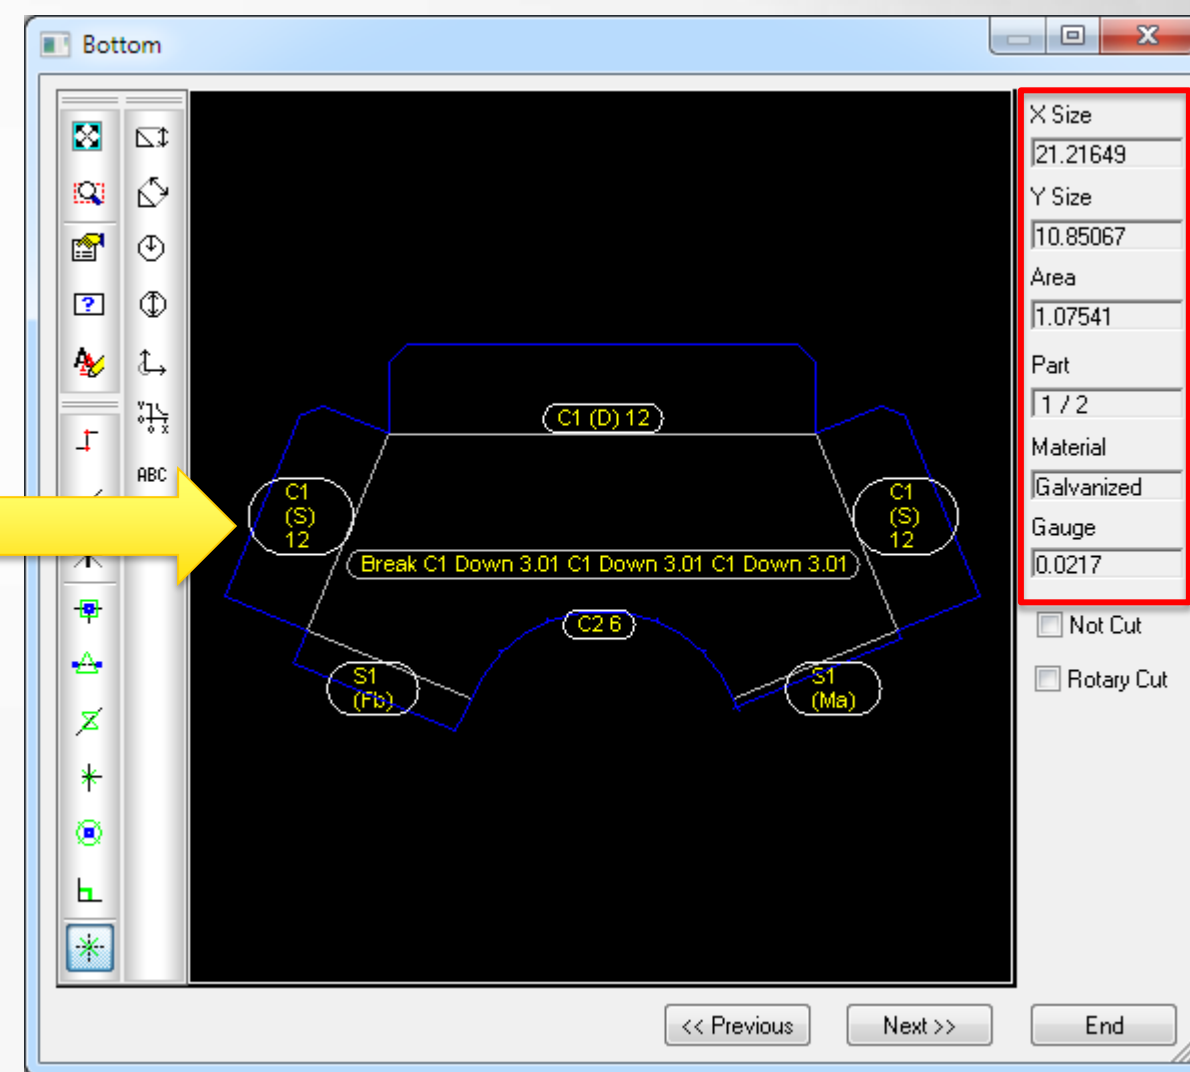 Bottom
X Size
21.21649
Y Size
10.85067
Area
1.07541
Part
1 / 2
Material
Galvanized
Gauge
0.0217
Not Cut
Rotary Cut
ABC
C1 (D) 12
C1
(S)
12
C1
(S)
12
Break C1 Down 3.01 C1 Down 3.01 C1 Down 3.01
C2 6
S1
(Fb)
S1
(Ma)
<< Previous
Next >>
End